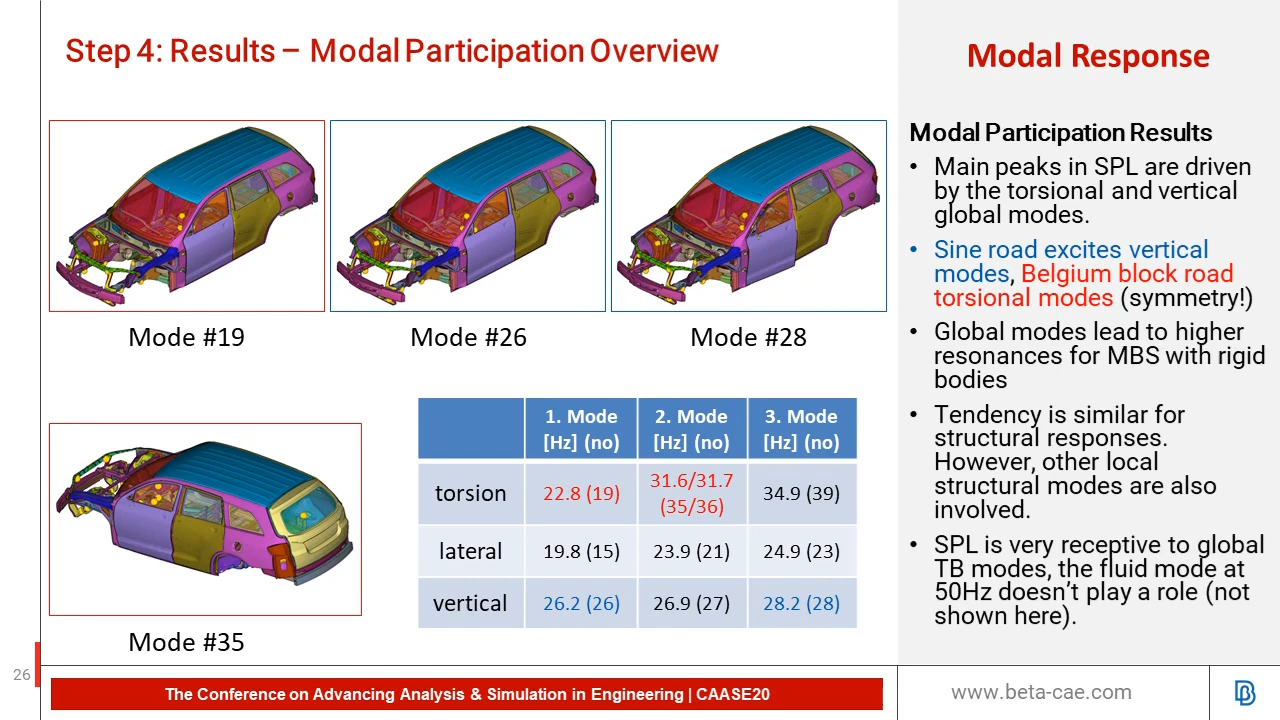 Step 4: Results – Modal Participation Overview
Mode #19
Mode #26
Mode #28
Mode #35
1. Mode [Hz] (no)
2. Mode [Hz] (no)
3. Mode [Hz] (no)
torsion
22.8 (19)
31.6/31.7
(35/36)
34.9 (39)
lateral
19.8 (15)
23.9 (21)
24.9 (23)
vertical
26.2 (26)
26.9 (27)
28.2 (28)
Modal Response
Modal Participation Results
• Main peaks in SPL are driven
by the torsional and vertical
global modes.
• Sine road excites vertical
modes, Belgium block road
torsional modes (symmetry!)
• Global modes lead to higher
resonances for MBS with rigid
bodies
• Tendency is similar for
structural responses.
However, other local
structural modes are also
involved.
• SPL is very receptive to global
TB modes, the fluid mode at
50Hz doesn’t play a role (not
shown here).
26
The Conference on Advancing Analysis & Simulation in Engineering | CAASE20
www.beta-cae.com